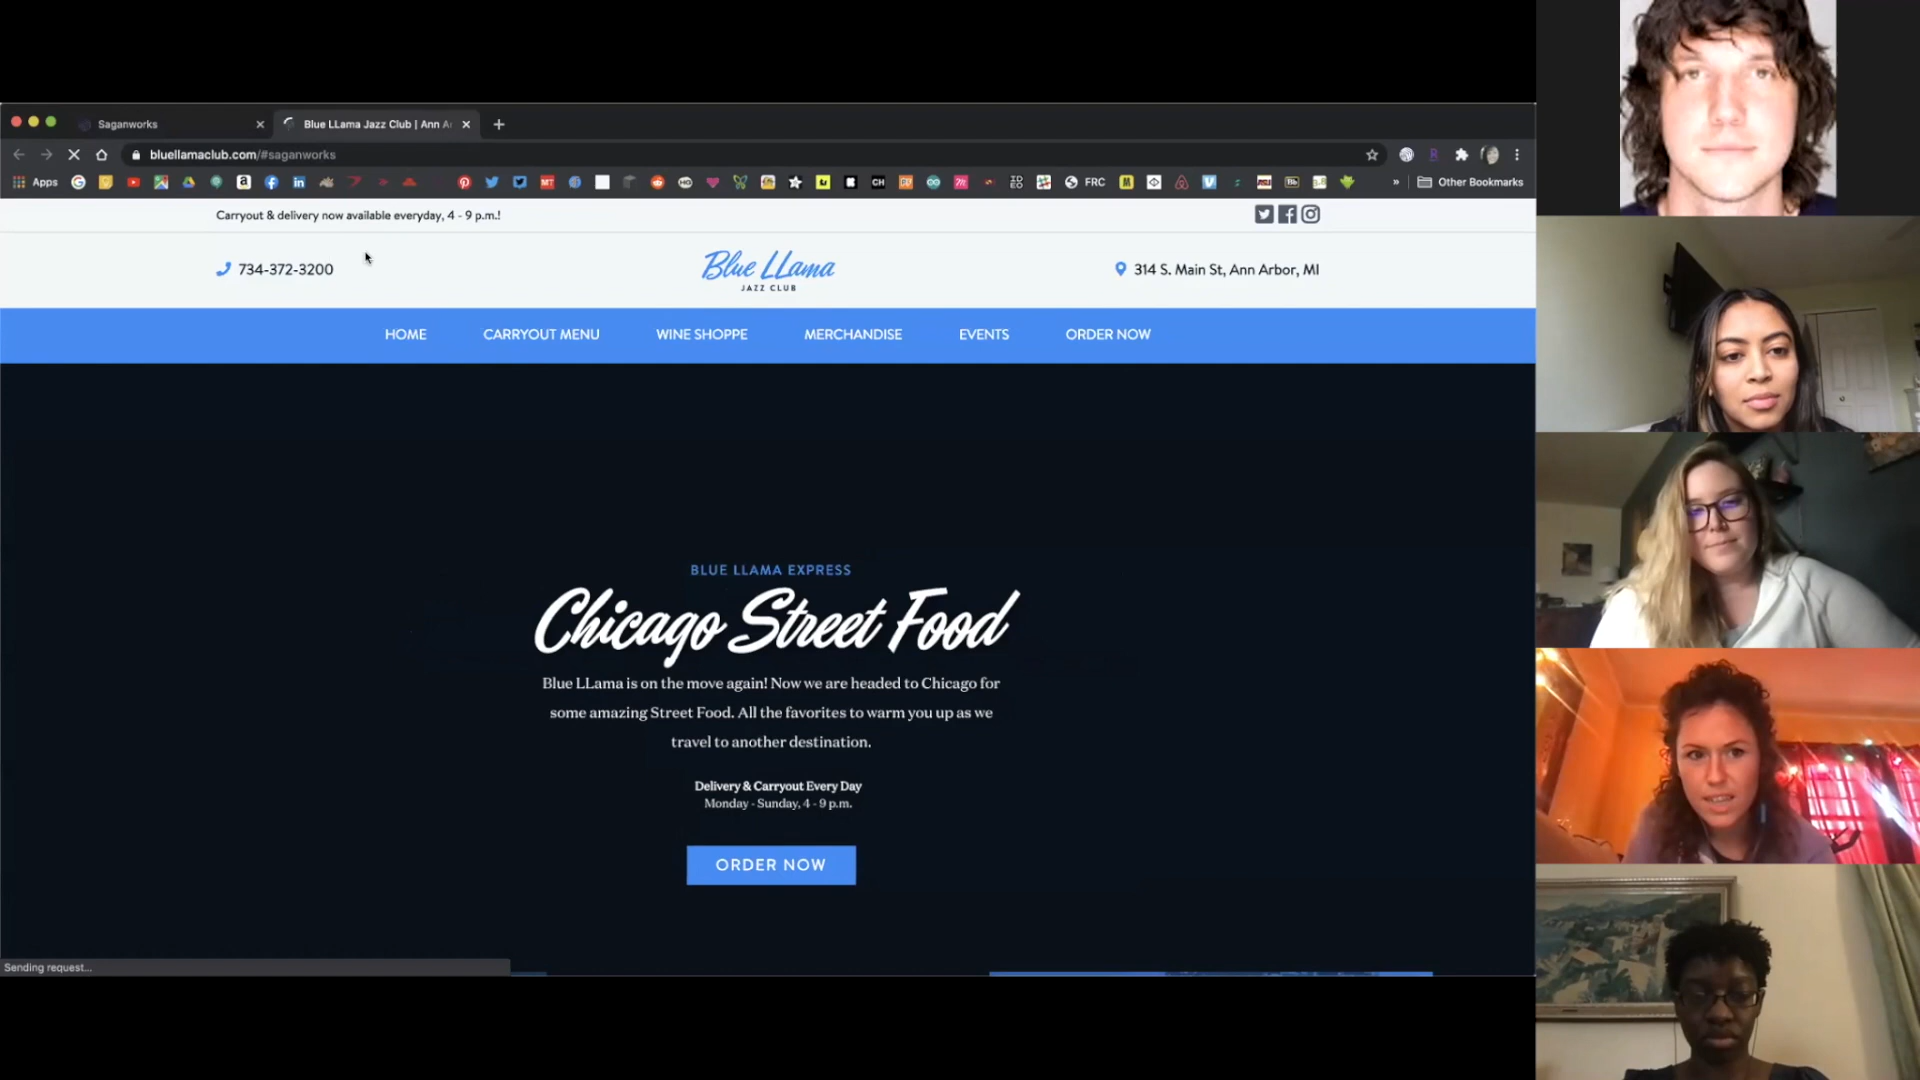 Saganworks
Blue LLama Jazz Club | Ann A
bluellamaclub.com/#saganworks
Apps
FRC
Other Bookmarks
Carryout & delivery now available everyday, 4 - 9 p.m.!
734-372-3200
Blue LLama
JAZZ CLUB
314 S. Main St, Ann Arbor, MI
HOME
CARRYOUT MENU
WINE SHOPPE
MERCHANDISE
EVENTS
ORDER NOW
BLUE LLAMA EXPRESS
Chicago Street Food
Blue LLama is on the move again! Now we are headed to Chicago for
some amazing Street Food. All the favorites to warm you up as we
travel to another destination.
Delivery & Carryout Every Day
Monday - Sunday, 4 - 9 p.m.
ORDER NOW
Sending request...